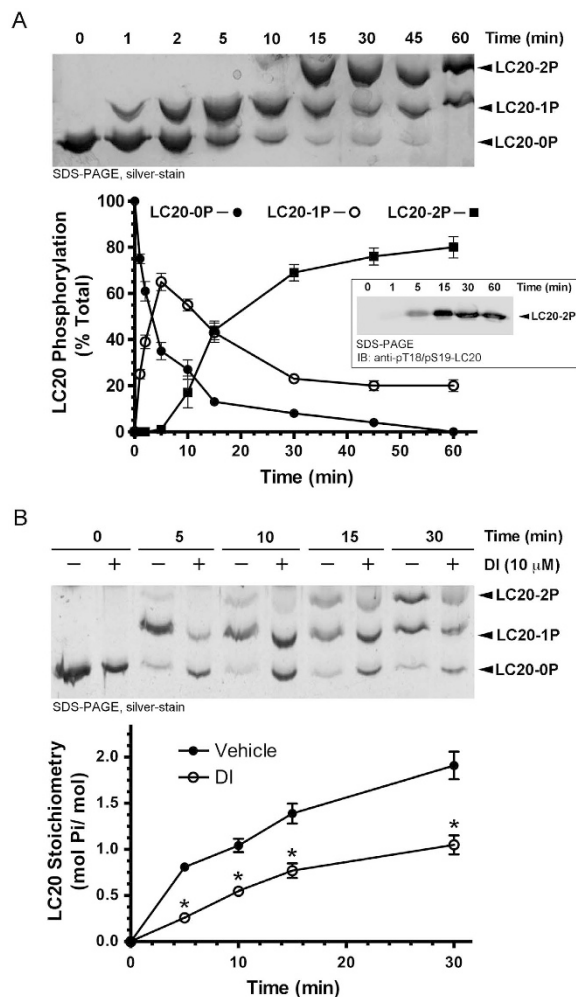 A
0 1 2 5 10 15 30 45 60 Time (min)
LC20-2P
LC20-1P
LC20-0P
SDS-PAGE, silver-stain
LC20-0P LC20-1P LC20-2P
100
80
60
40
20
0
LC20 Phosphorylation
(% Total)
0 1 5 15 30 60 Time (min)
LC20-2P
SDS-PAGE
IB: anti-pT18/pS19-LC20
0 10 20 30 40 50 60
Time (min)
B
0 5 10 15 30 Time (min)
− + − + − + − + − + DI (10 µM)
LC20-2P
LC20-1P
LC20-0P
SDS-PAGE, silver-stain
Vehicle
DI
2.0
1.5
1.0
0.5
0.0
LC20 Stoichiometry
(mol Pi/ mol)
* * * *
0 10 20 30
Time (min)